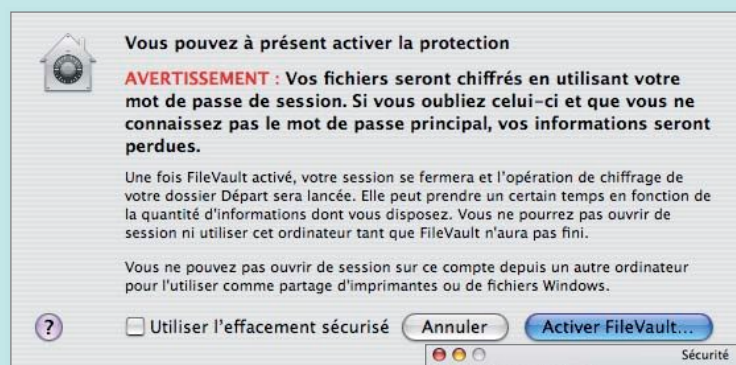 Vous pouvez à présent activer la protection
AVERTISSEMENT : Vos fichiers seront chiffrés en utilisant votre
mot de passe de session. Si vous oubliez celui-ci et que vous ne
connaissez pas le mot de passe principal, vos informations seront
perdues.
Une fois FileVault activé, votre session se fermera et l'opération de chiffrage de
votre dossier Départ sera lancée. Elle peut prendre un certain temps en fonction de
la quantité d'informations dont vous disposez. Vous ne pourrez pas ouvrir de
session ni utiliser cet ordinateur tant que FileVault n'aura pas fini.
Vous ne pouvez pas ouvrir de session sur ce compte depuis un autre ordinateur
pour l'utiliser comme partage d'imprimantes ou de fichiers Windows.
? Utiliser l'effacement sécurisé Annuler Activer FileVault...
Sécurité